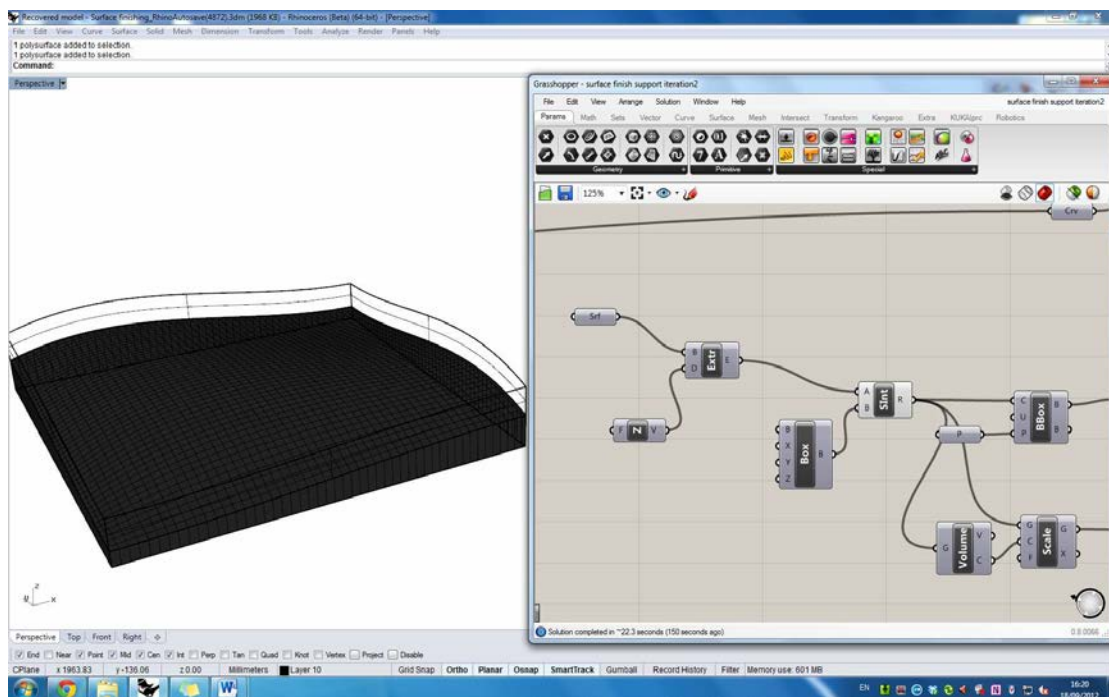 Recovered model - Surface finishing_RhinoAutosave(4872).3dm (1968 KB) - Rhinoceros (Beta) (64-bit) - [Perspective]
File Edit View Curve Surface Solid Mesh Dimension Transform Tools Analyze Render Panels Help
1 polysurface added to selection.
1 polysurface added to selection.
Command:
Perspective
Grasshopper - surface finish support iteration2
File Edit View Arrange Solution Window Help surface finish support iteration2
Params Math Sets Vector Curve Surface Mesh Intersect Transform Kangaroo Extra KUKA|prc Robotics
Geometry Primitive Special
125%
Crv
Srf
B D Extr E
F Z V
A B SInt R
B X Y Z Box B
C U P BBox B B
P
G Volume V C
G C F Scale G X
Solution completed in ~22.3 seconds (150 seconds ago) 0.8.0066
z
y x
Perspective Top Front Right
End Near Point Mid Cen Int Perp Tan Quad Knot Vertex Project Disable
CPlane x 1963.83 y -136.06 z 0.00 Millimeters Layer 10 Grid Snap Ortho Planar Osnap SmartTrack Gumball Record History Filter Memory use: 601 MB
EN 16:20
18/09/2012